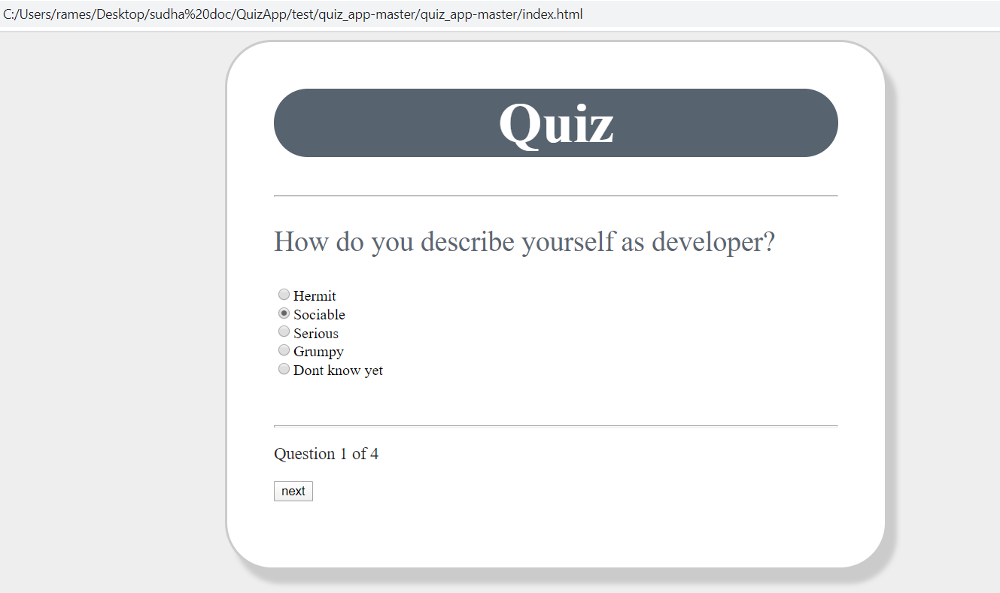 C:/Users/rames/Desktop/sudha%20doc/QuizApp/test/quiz_app-master/quiz_app-master/index.html
Quiz
How do you describe yourself as developer?
Hermit
Sociable
Serious
Grumpy
Dont know yet
Question 1 of 4
next